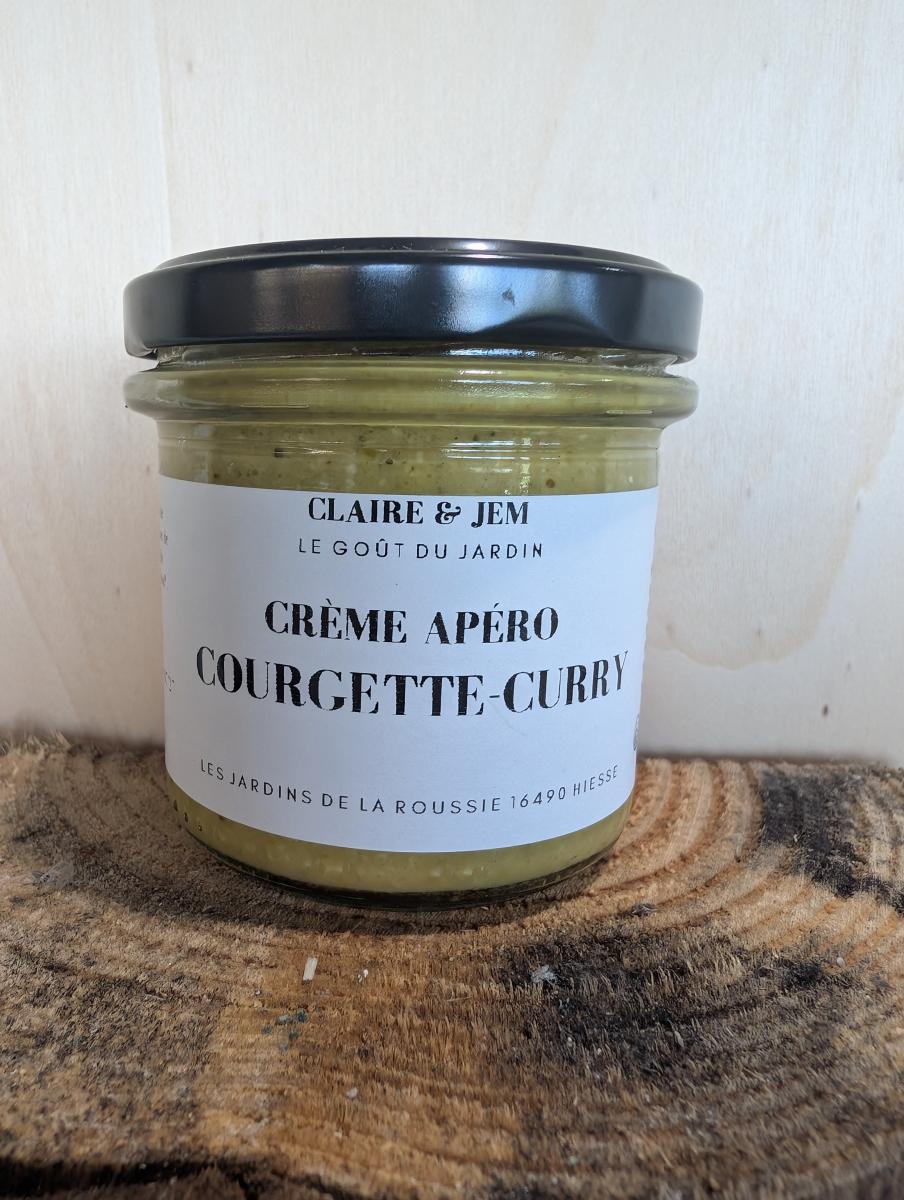 CLAIRE & JEM
LE GOÛT DU JARDIN
CRÈME APÉRO
COURGETTE-CURRY
LES JARDINS DE LA ROUSSIE 16490 HIESSE